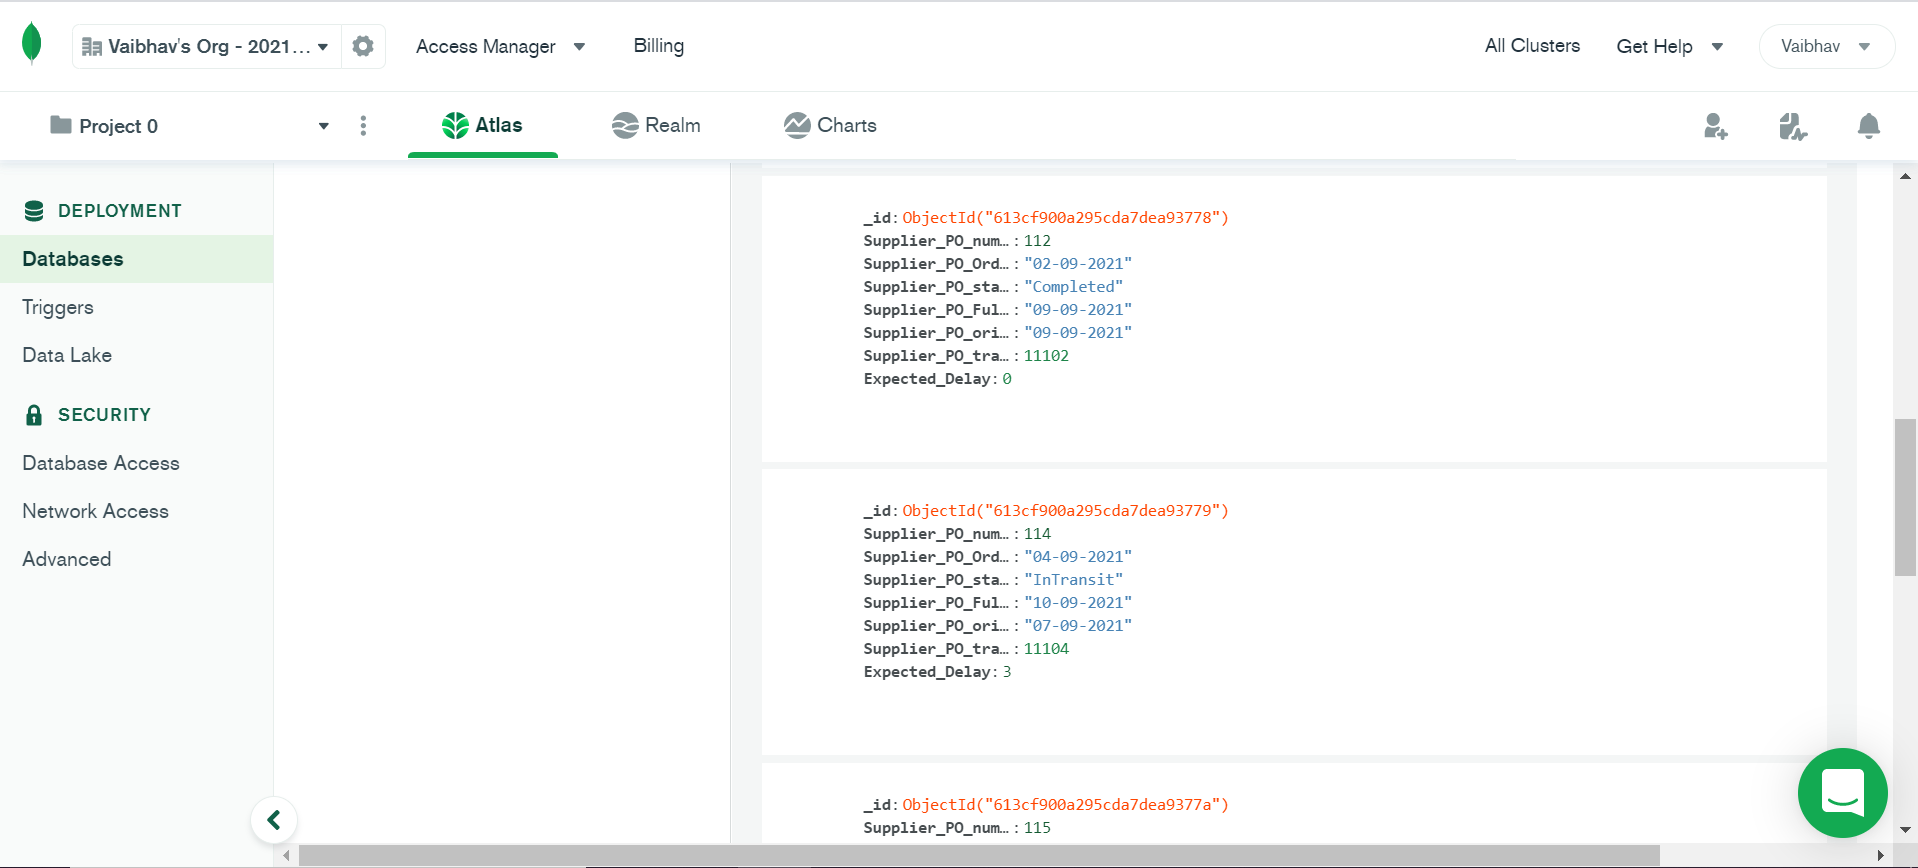 Vaibhav's Org - 2021...
Access Manager
Billing
All Clusters
Get Help
Vaibhav
Project 0
Atlas
Realm
Charts
DEPLOYMENT
Databases
Triggers
Data Lake
SECURITY
Database Access
Network Access
Advanced
_id: ObjectId("613cf900a295cda7dea93778")
Supplier_PO_num… : 112
Supplier_PO_Ord… : "02-09-2021"
Supplier_PO_sta… : "Completed"
Supplier_PO_Ful… : "09-09-2021"
Supplier_PO_ori… : "09-09-2021"
Supplier_PO_tra… : 11102
Expected_Delay: 0
_id: ObjectId("613cf900a295cda7dea93779")
Supplier_PO_num… : 114
Supplier_PO_Ord… : "04-09-2021"
Supplier_PO_sta… : "InTransit"
Supplier_PO_Ful… : "10-09-2021"
Supplier_PO_ori… : "07-09-2021"
Supplier_PO_tra… : 11104
Expected_Delay: 3
_id: ObjectId("613cf900a295cda7dea9377a")
Supplier_PO_num… : 115